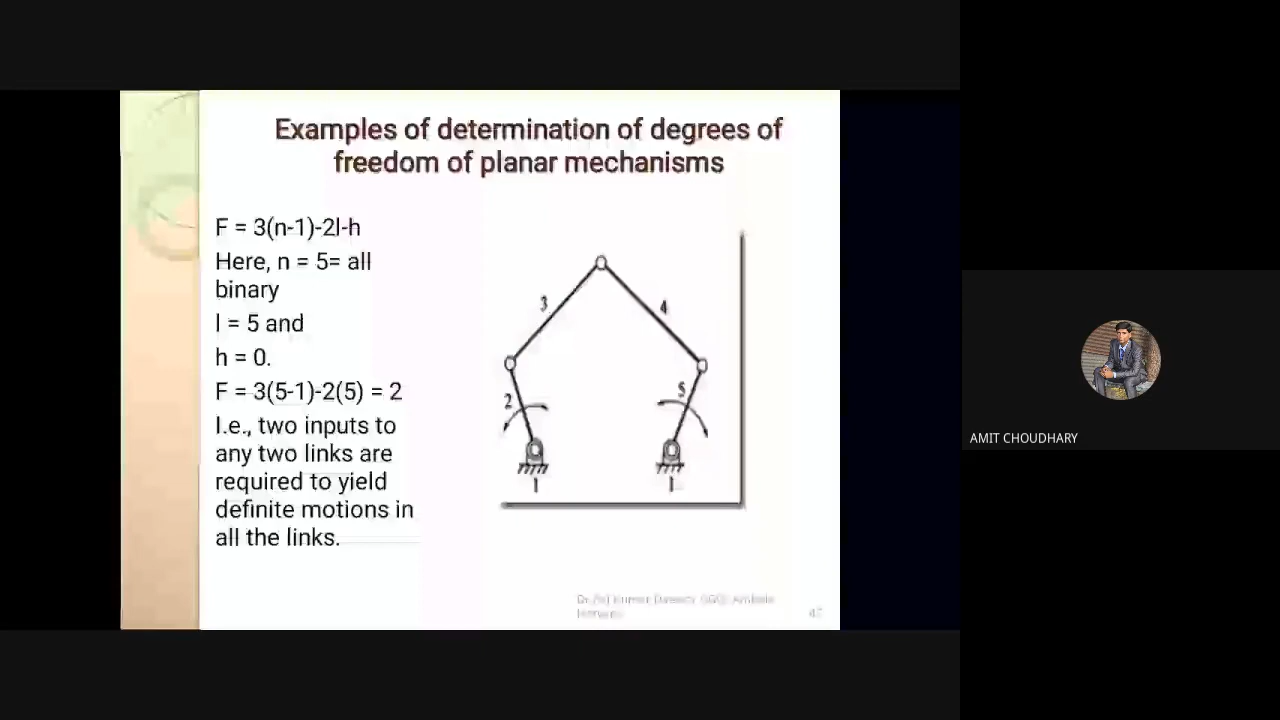 Examples of determination of degrees of
freedom of planar mechanisms
F = 3(n-1)-2l-h
Here, n = 5= all
binary
l = 5 and
h = 0.
F = 3(5-1)-2(5) = 2
I.e., two inputs to
any two links are
required to yield
definite motions in
all the links.
3
4
2
5
1
1
AMIT CHOUDHARY